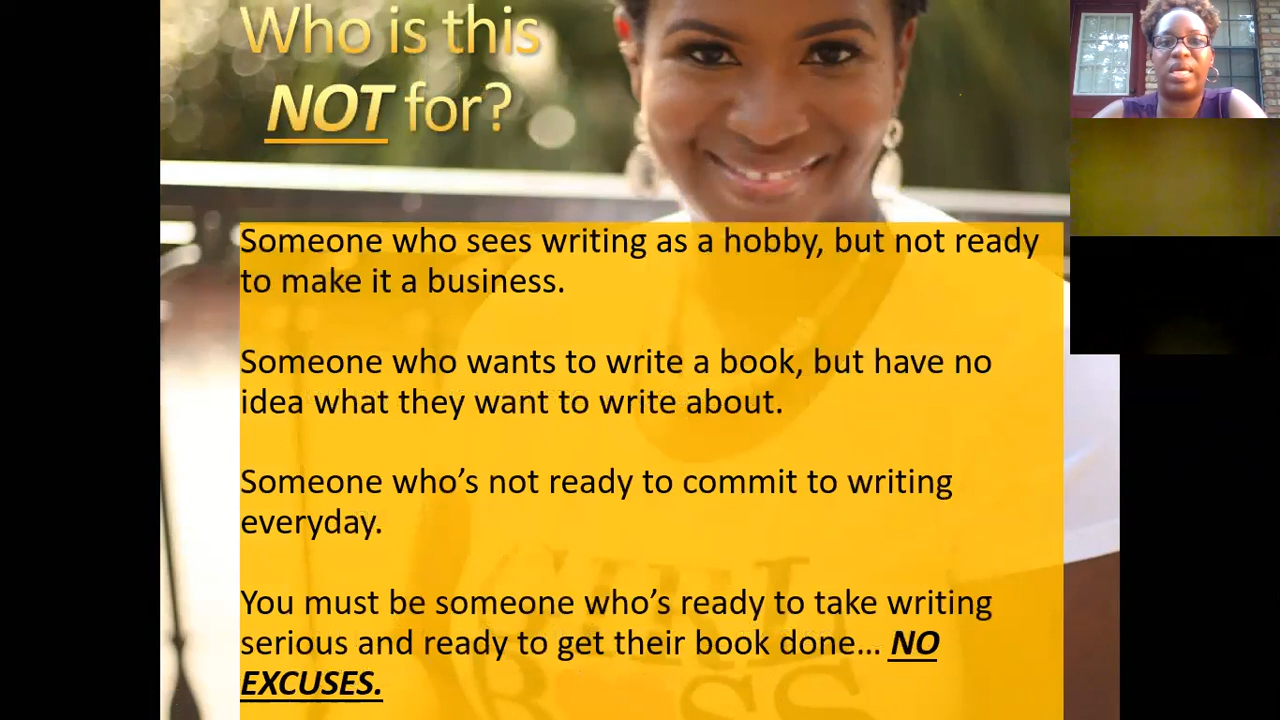 Who is this
NOT for?
Someone who sees writing as a hobby, but not ready
to make it a business.
Someone who wants to write a book, but have no
idea what they want to write about.
Someone who’s not ready to commit to writing
everyday.
You must be someone who’s ready to take writing
serious and ready to get their book done... NO
EXCUSES.
GIRL
BOSS